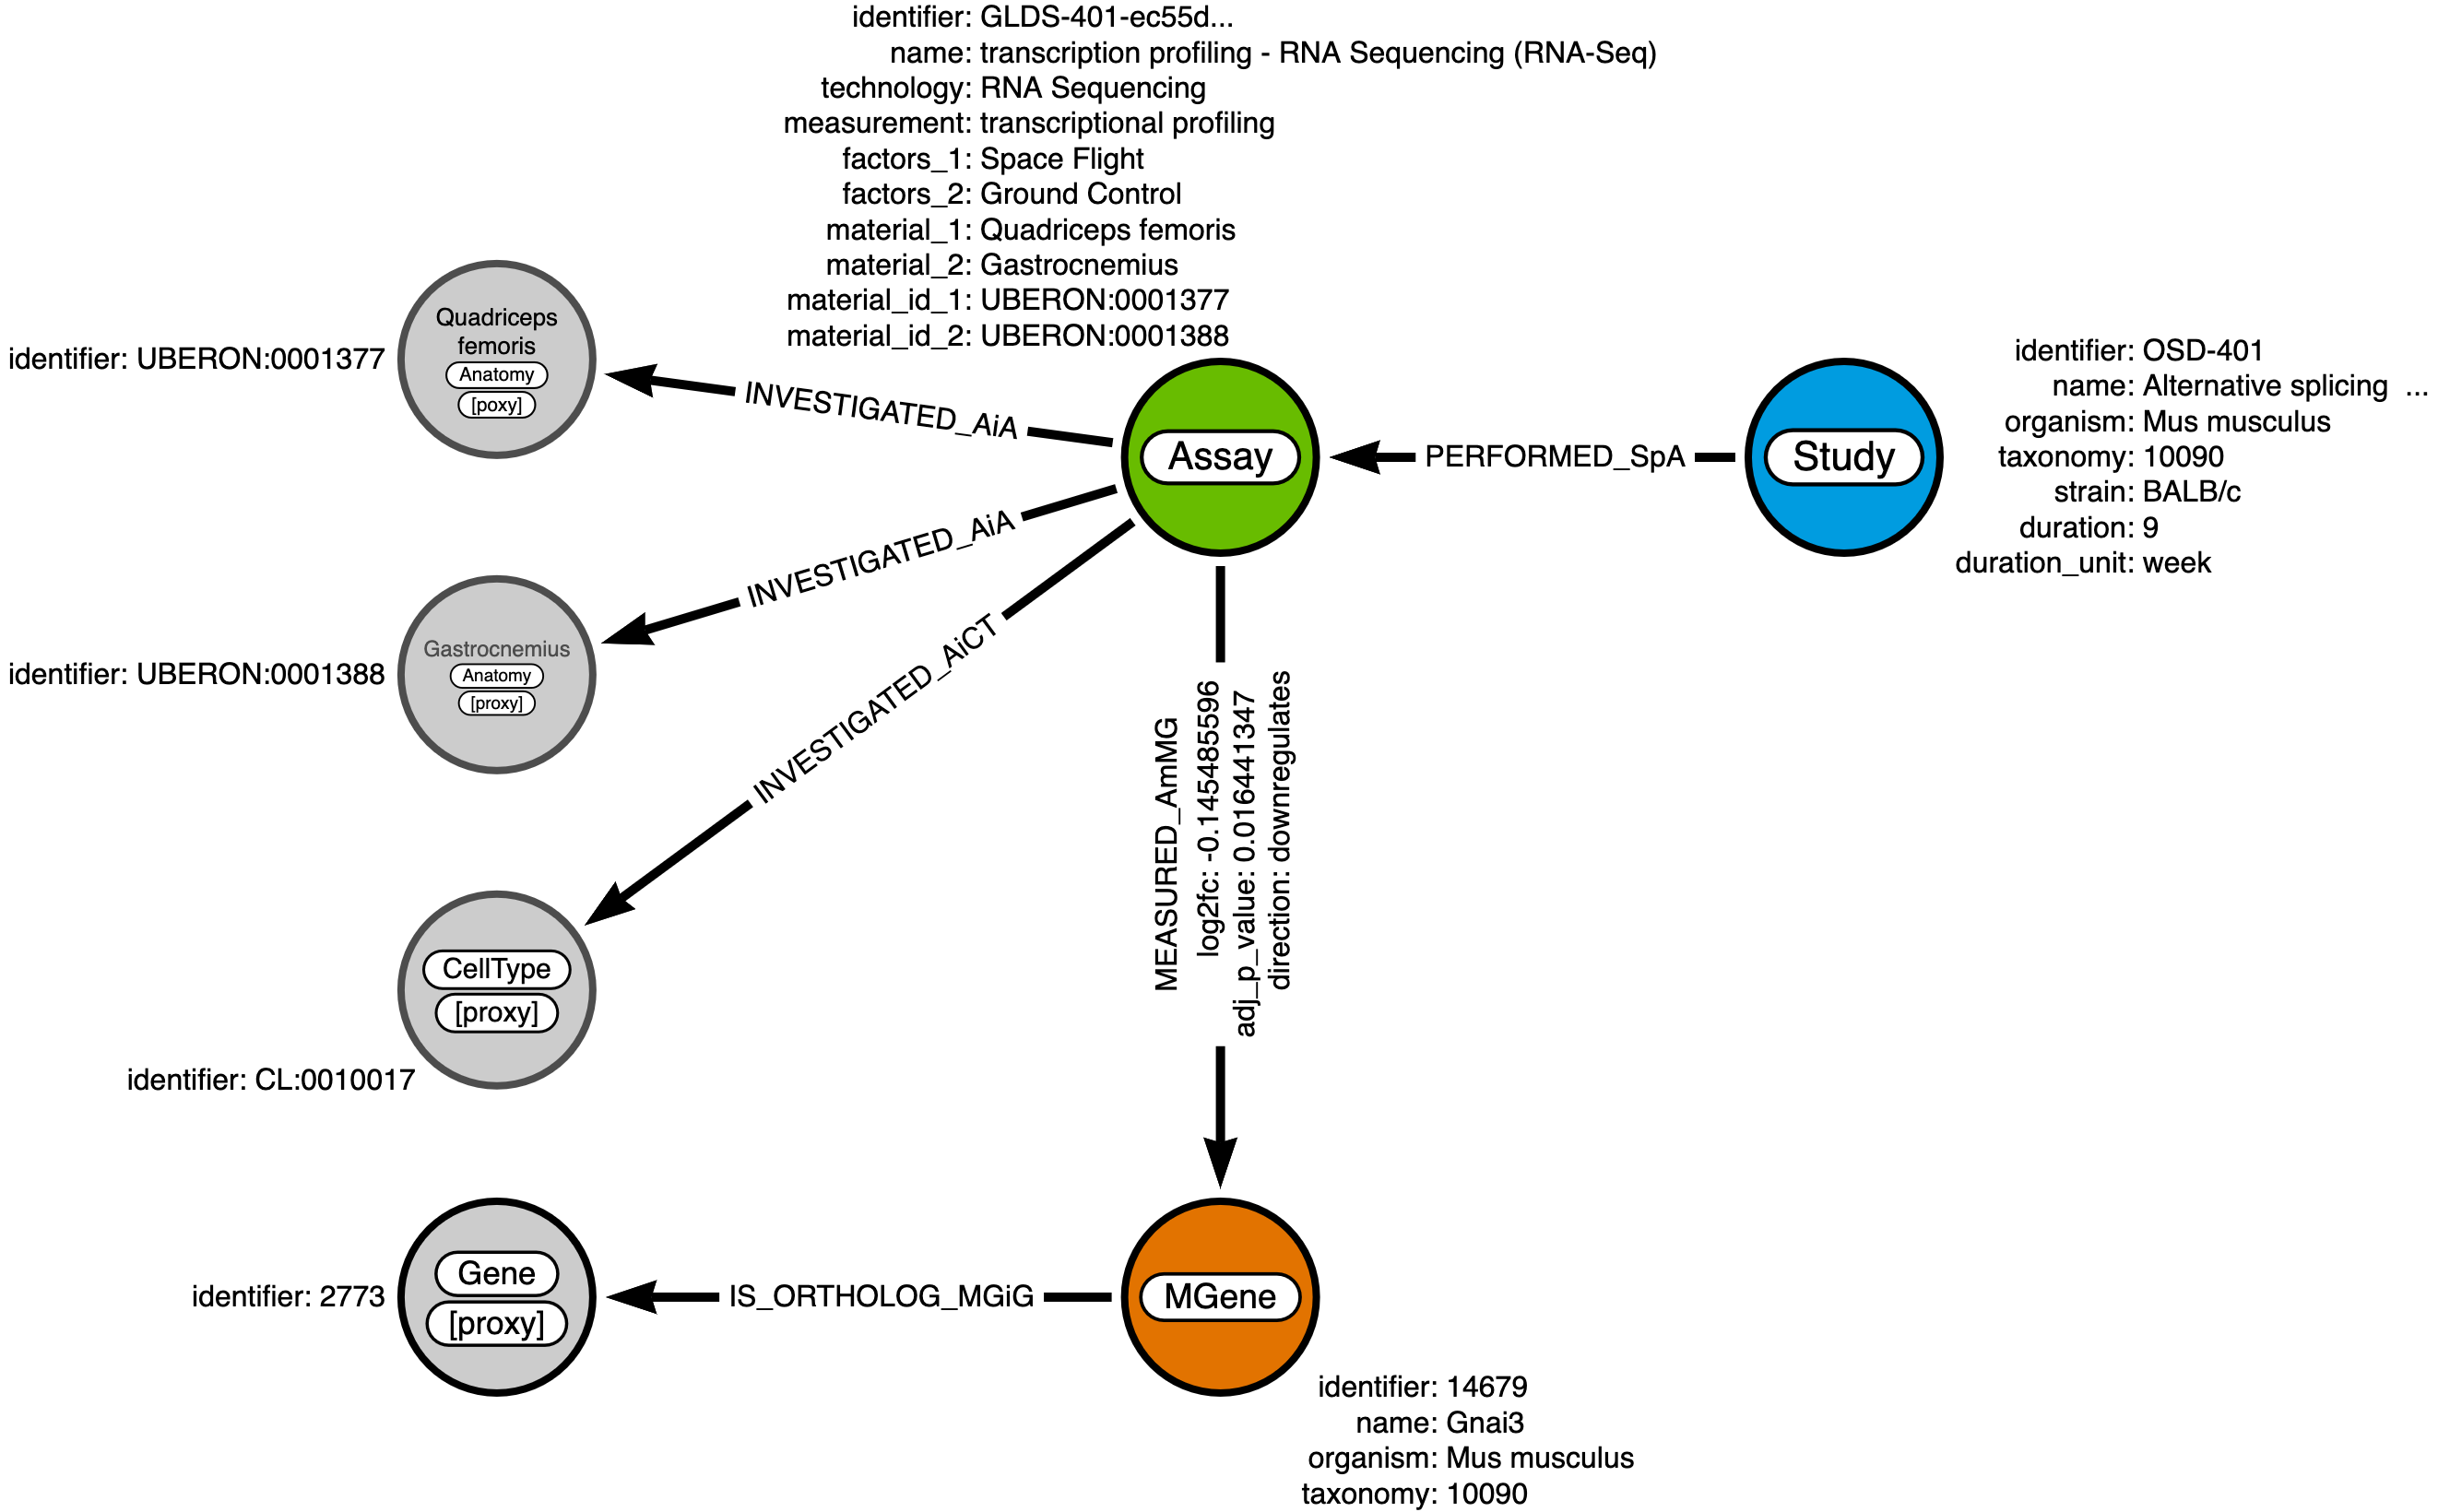 identifier: GLDS-401-ec55d...
name: transcription profiling - RNA Sequencing (RNA-Seq)
technology: RNA Sequencing
measurement: transcriptional profiling
factors_1: Space Flight
factors_2: Ground Control
material_1: Quadriceps femoris
material_2: Gastrocnemius
material_id_1: UBERON:0001377
material_id_2: UBERON:0001388
Quadriceps
femoris
Anatomy
[poxy]
identifier: UBERON:0001377
INVESTIGATED_AiA
Assay
PERFORMED_SpA
Study
identifier: OSD-401
name: Alternative splicing ...
organism: Mus musculus
taxonomy: 10090
strain: BALB/c
duration: 9
duration_unit: week
INVESTIGATED_AiA
Gastrocnemius
Anatomy
[proxy]
identifier: UBERON:0001388
INVESTIGATED_AiCT
MEASURED_AmMG
log2fc: -0.145485596
adj_p_value: 0.016441347
direction: downregulates
CellType
[proxy]
identifier: CL:0010017
Gene
[proxy]
identifier: 2773
IS_ORTHOLOG_MGiG
MGene
identifier: 14679
name: Gnai3
organism: Mus musculus
taxonomy: 10090